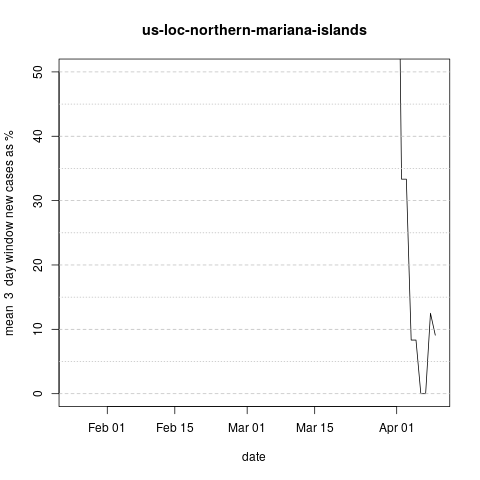 us-loc-northern-mariana-islands
mean 3 day window new cases as %
50
40
30
20
10
0
Feb 01 Feb 15 Mar 01 Mar 15 Apr 01
date